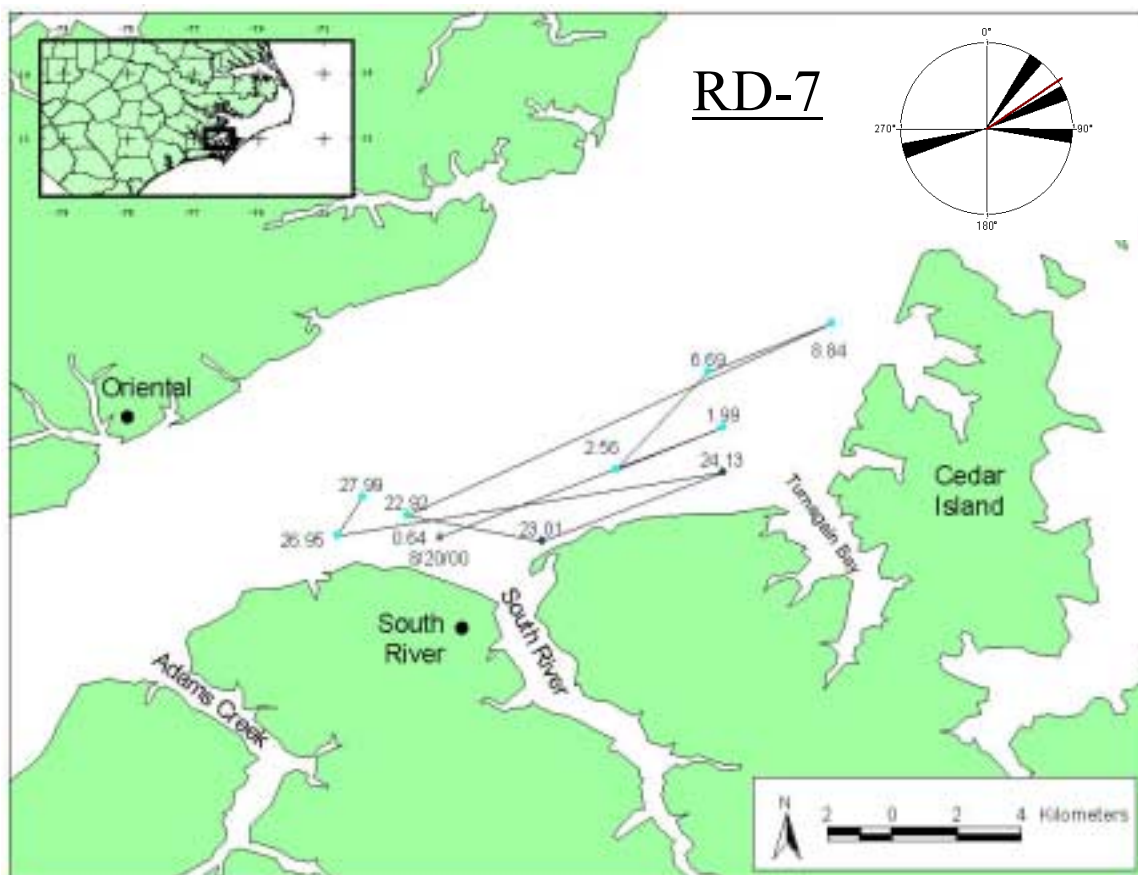 RD-7
0°
270°
90°
180°
8.84
6.69
Oriental
1.99
2.56
24.13
Cedar
Island
27.99
22.92
Turnagain Bay
26.95
0.64
23.01
8/20/00
South
River
South River
Adams Creek
N
2 0 2 4 Kilometers